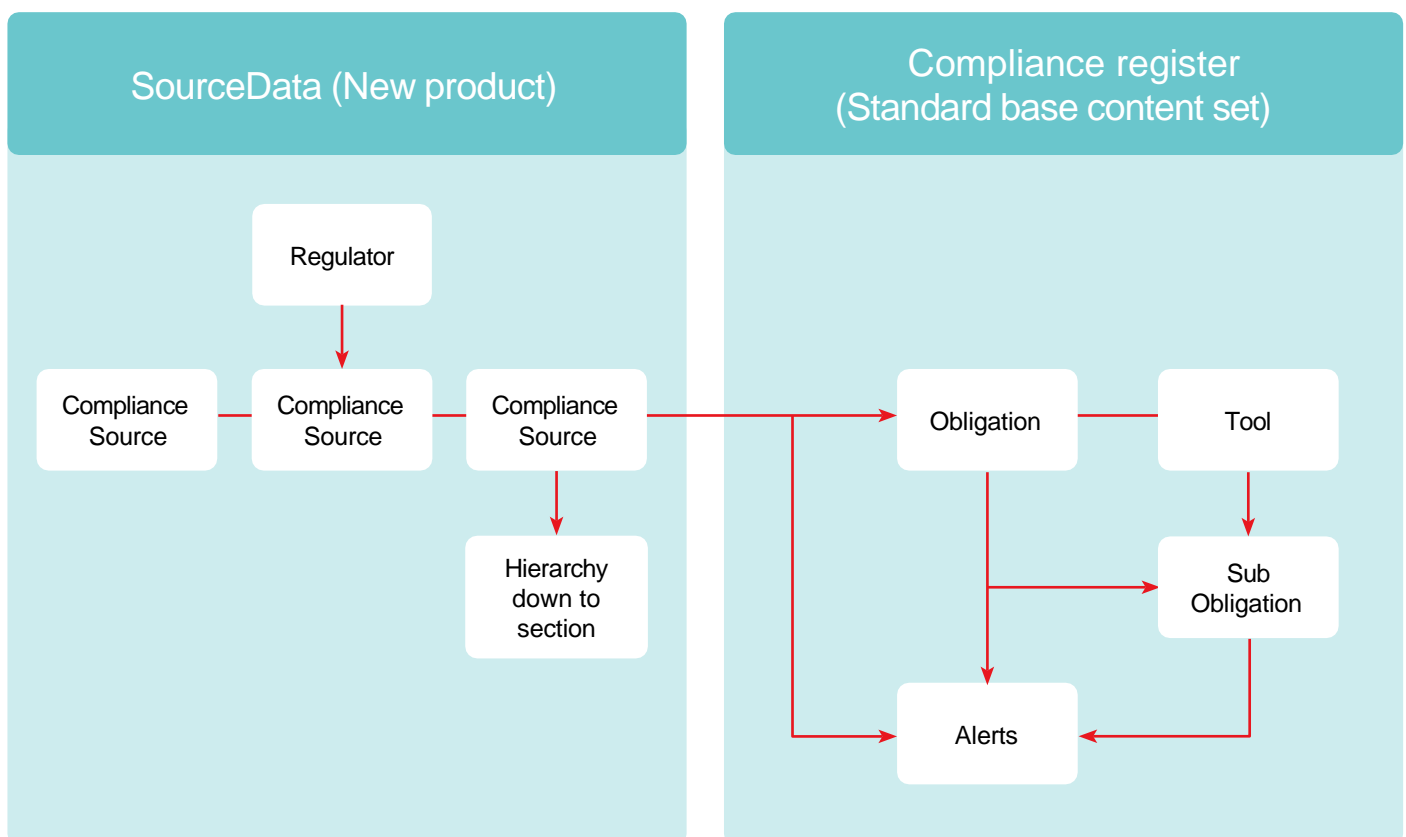 SourceData (New product)
Compliance register
(Standard base content set)
Regulator
Compliance
Source
Compliance
Source
Compliance
Source
Hierarchy
down to
section
Obligation
Tool
Sub
Obligation
Alerts